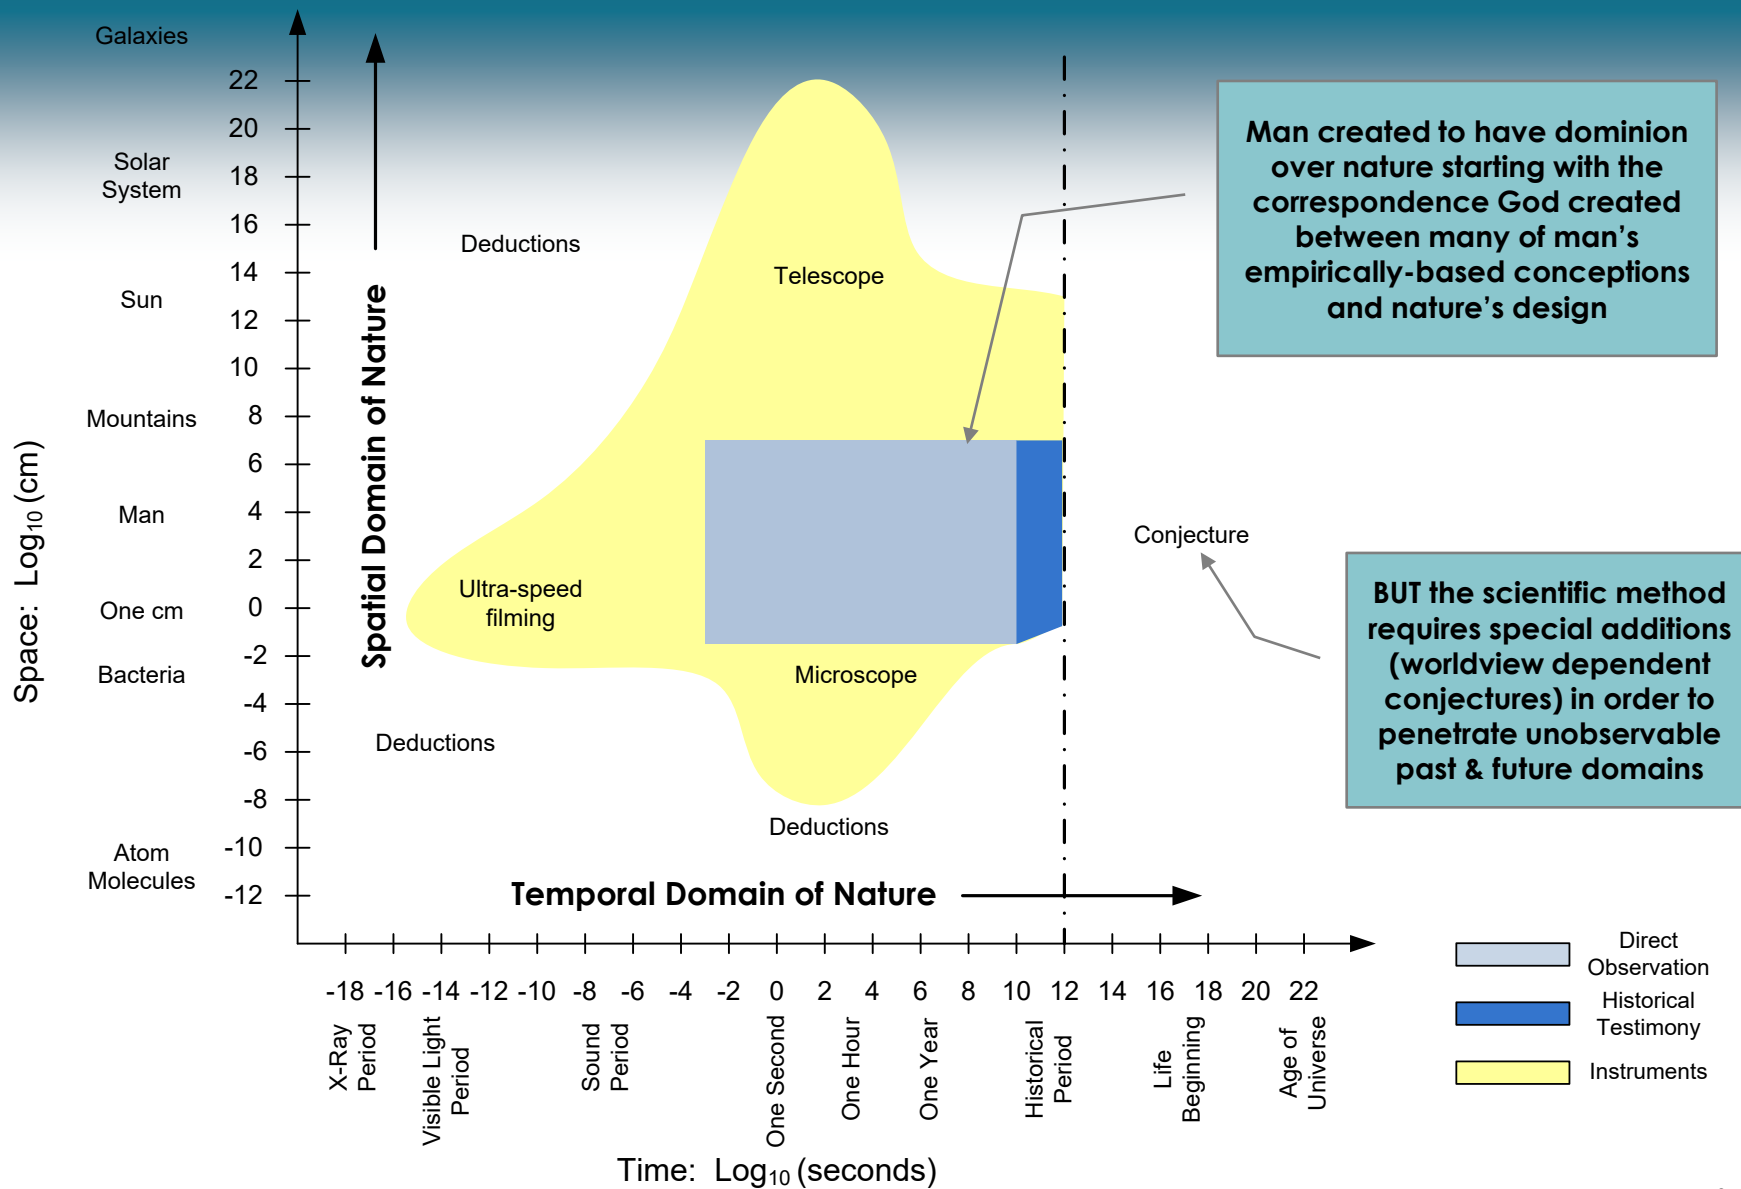 Galaxies
22
20
Solar
System
18
16
14
Sun
12
10
Mountains
8
6
Man
4
2
One cm
0
-2
Bacteria
-4
-6
-8
-10
Atom
Molecules
-12
Space: Log10 (cm)
Spatial Domain of Nature
Deductions
Telescope
Ultra-speed
filming
Microscope
Deductions
Deductions
Conjecture
Man created to have dominion
over nature starting with the
correspondence God created
between many of man’s
empirically-based conceptions
and nature’s design
BUT the scientific method
requires special additions
(worldview dependent
conjectures) in order to
penetrate unobservable
past & future domains
Temporal Domain of Nature
-18 -16 -14 -12 -10 -8 -6 -4 -2 0 2 4 6 8 10 12 14 16 18 20 22
X-Ray
Period
Visible Light
Period
Sound
Period
One Second
One Hour
One Year
Historical
Period
Life
Beginning
Age of
Universe
Time: Log10 (seconds)
Direct
Observation
Historical
Testimony
Instruments